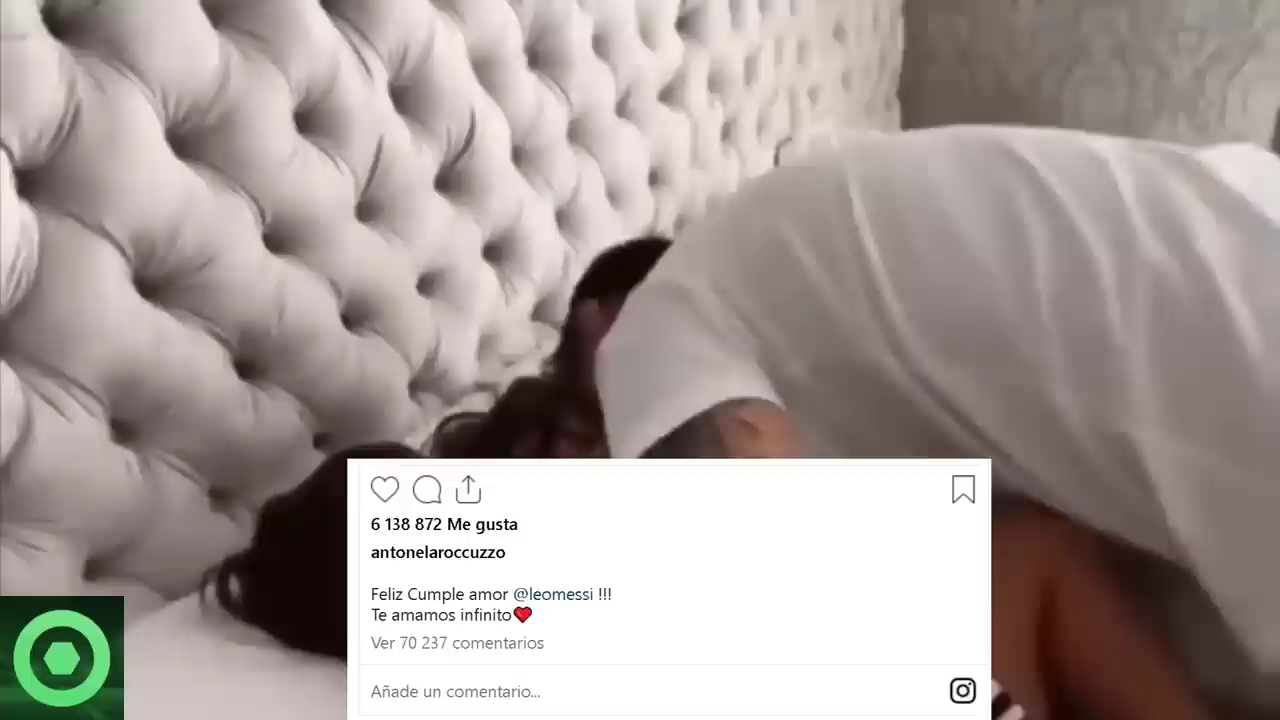 6 138 872 Me gusta
antonelaroccuzzo
Feliz Cumple amor @leomessi !!!
Te amamos infinito❤️
Ver 70 237 comentarios
Añade un comentario...